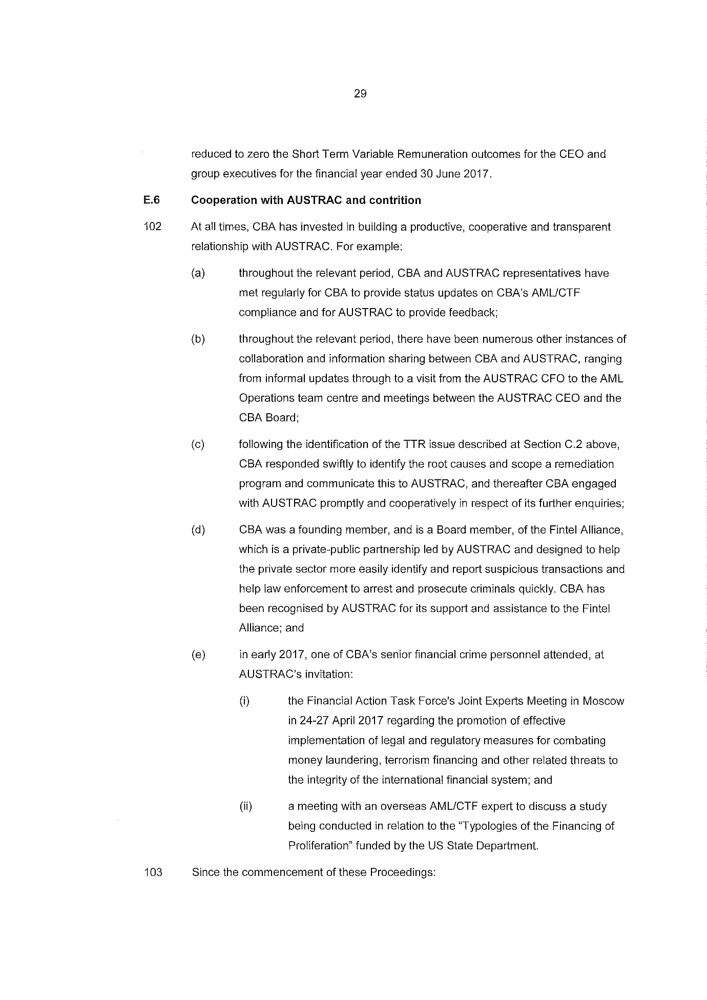 29
reduced to zero the Short Term Variable Remuneration outcomes for the CEO and
group executives for the financial year ended 30 June 2017.
E.6 Cooperation with AUSTRAC and contrition
102 At all times, CBA has invested in building a productive, cooperative and transparent
relationship with AUSTRAC. For example:
(a) throughout the relevant period, CBA and AUSTRAC representatives have
met regularly for CBA to provide status updates on CBA's AML/CTF
compliance and for AUSTRAC to provide feedback;
(b) throughout the relevant period, there have been numerous other instances of
collaboration and information sharing between CBA and AUSTRAC, ranging
from informal updates through to a visit from the AUSTRAC CFO to the AML
Operations team centre and meetings between the AUSTRAC CEO and the
CBA Board;
(c) following the identification of the TTR issue described at Section C.2 above,
CBA responded swiftly to identify the root causes and scope a remediation
program and communicate this to AUSTRAC, and thereafter CBA engaged
with AUSTRAC promptly and cooperatively in respect of its further enquiries;
(d) CBA was a founding member, and is a Board member, of the Fintel Alliance,
which is a private-public partnership led by AUSTRAC and designed to help
the private sector more easily identify and report suspicious transactions and
help law enforcement to arrest and prosecute criminals quickly. CBA has
been recognised by AUSTRAC for its support and assistance to the Fintel
Alliance; and
(e) in early 2017, one of CBA's senior financial crime personnel attended, at
AUSTRAC's invitation:
(i) the Financial Action Task Force's Joint Experts Meeting in Moscow
in 24-27 April 2017 regarding the promotion of effective
implementation of legal and regulatory measures for combating
money laundering, terrorism financing and other related threats to
the integrity of the international financial system; and
(ii) a meeting with an overseas AML/CTF expert to discuss a study
being conducted in relation to the “Typologies of the Financing of
Proliferation” funded by the US State Department.
103 Since the commencement of these Proceedings: